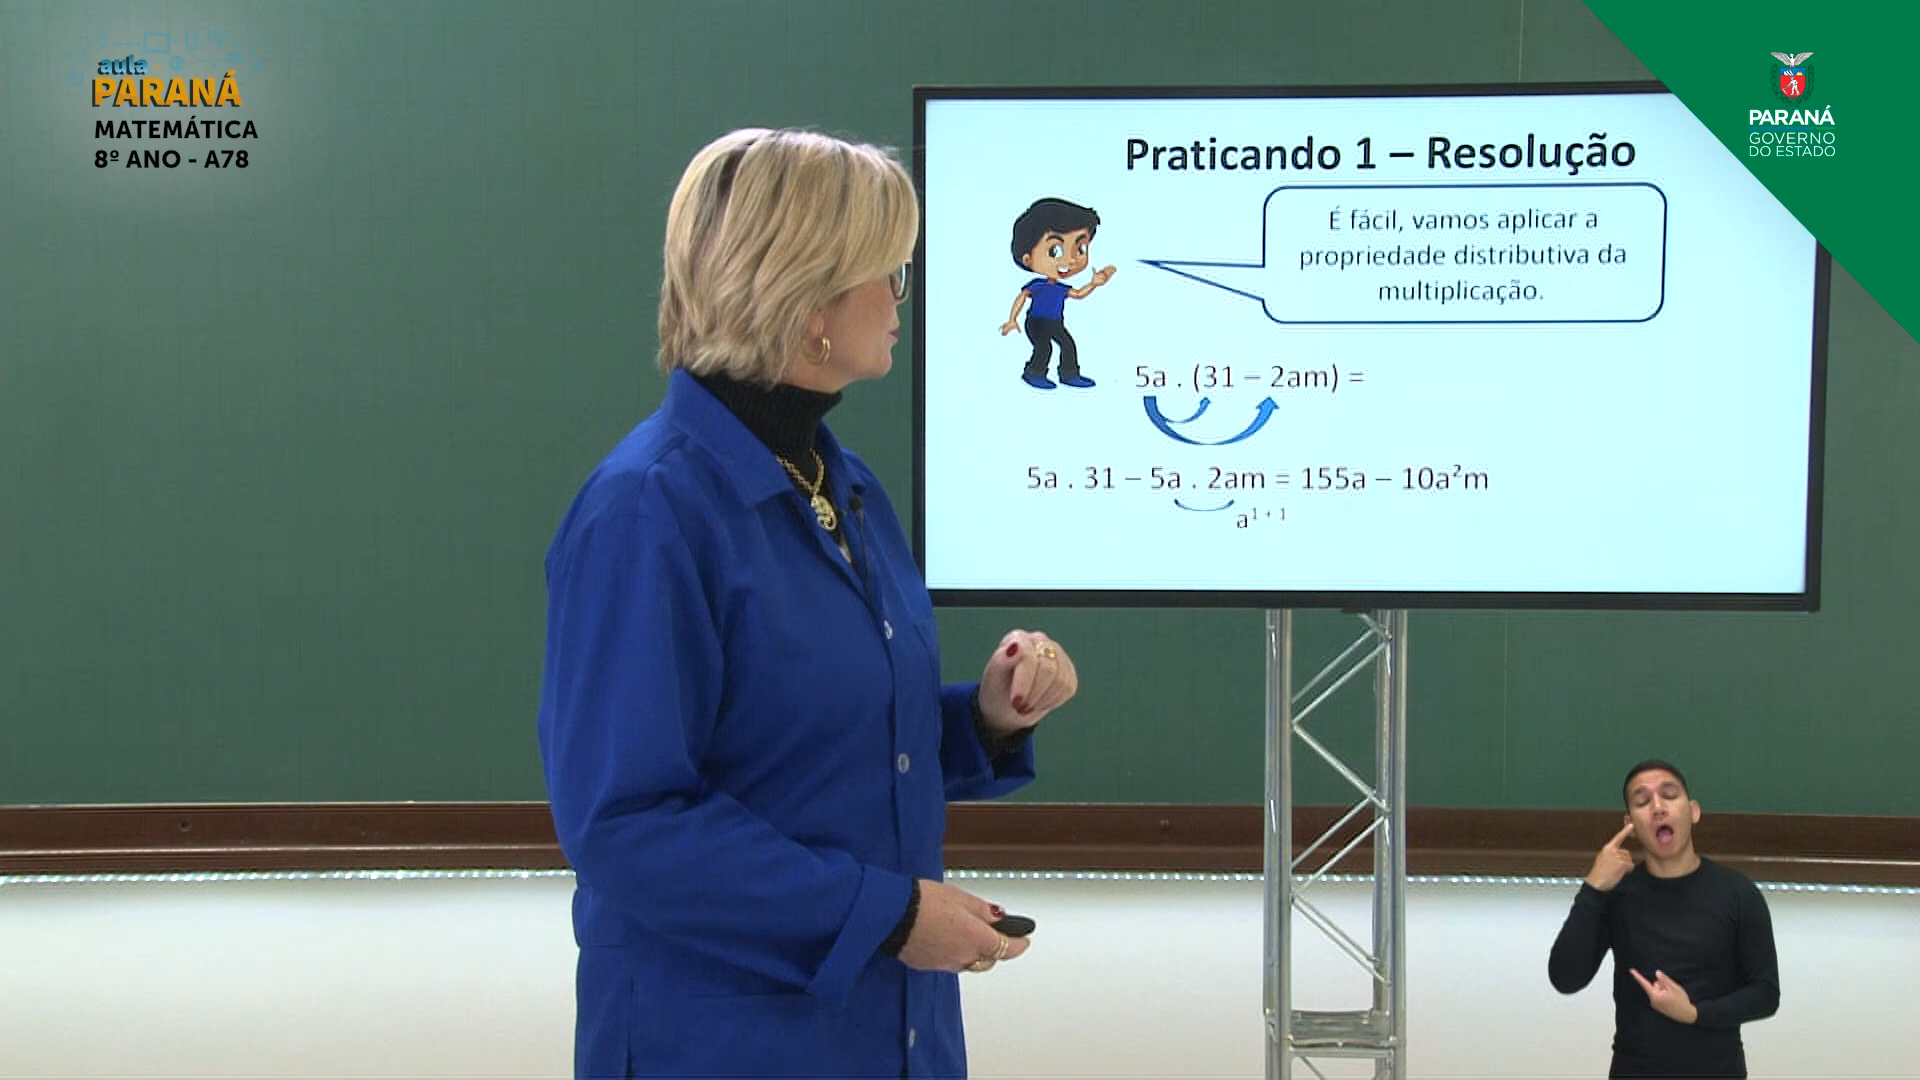 aula
PARANÁ
MATEMÁTICA
8º ANO - A78
PARANÁ
GOVERNO
DO ESTADO
Praticando 1 – Resolução
É fácil, vamos aplicar a
propriedade distributiva da
multiplicação.
5a . (31 – 2am) =
5a . 31 – 5a . 2am = 155a – 10a²m
a¹ ⁺ ¹